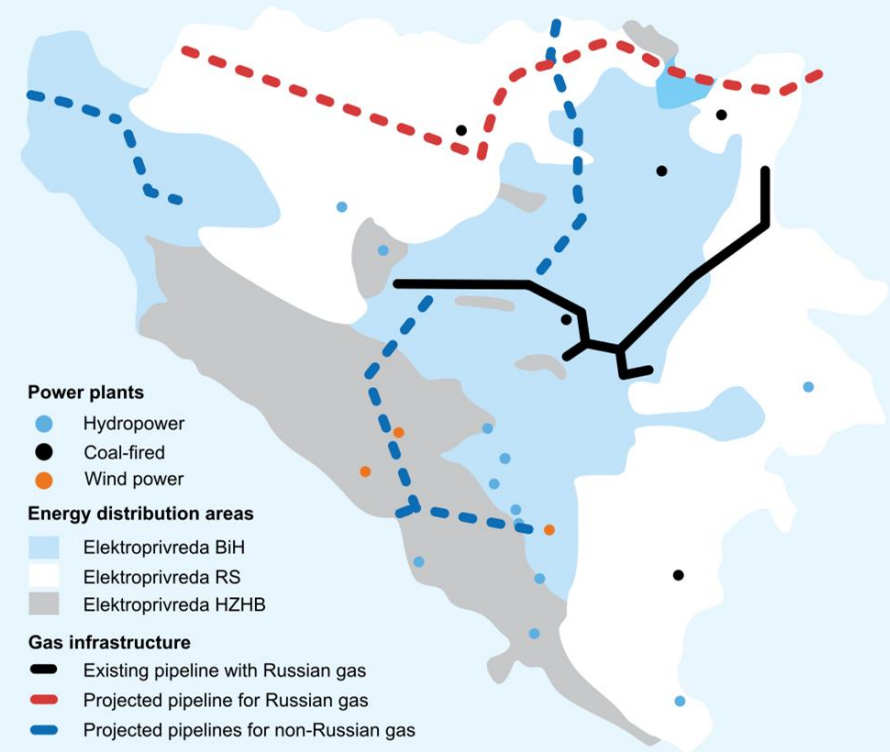 Power plants
Hydropower
Coal-fired
Wind power
Energy distribution areas
Elektroprivreda BiH
Elektroprivreda RS
Elektroprivreda HZHB
Gas infrastructure
Existing pipeline with Russian gas
Projected pipeline for Russian gas
Projected pipelines for non-Russian gas